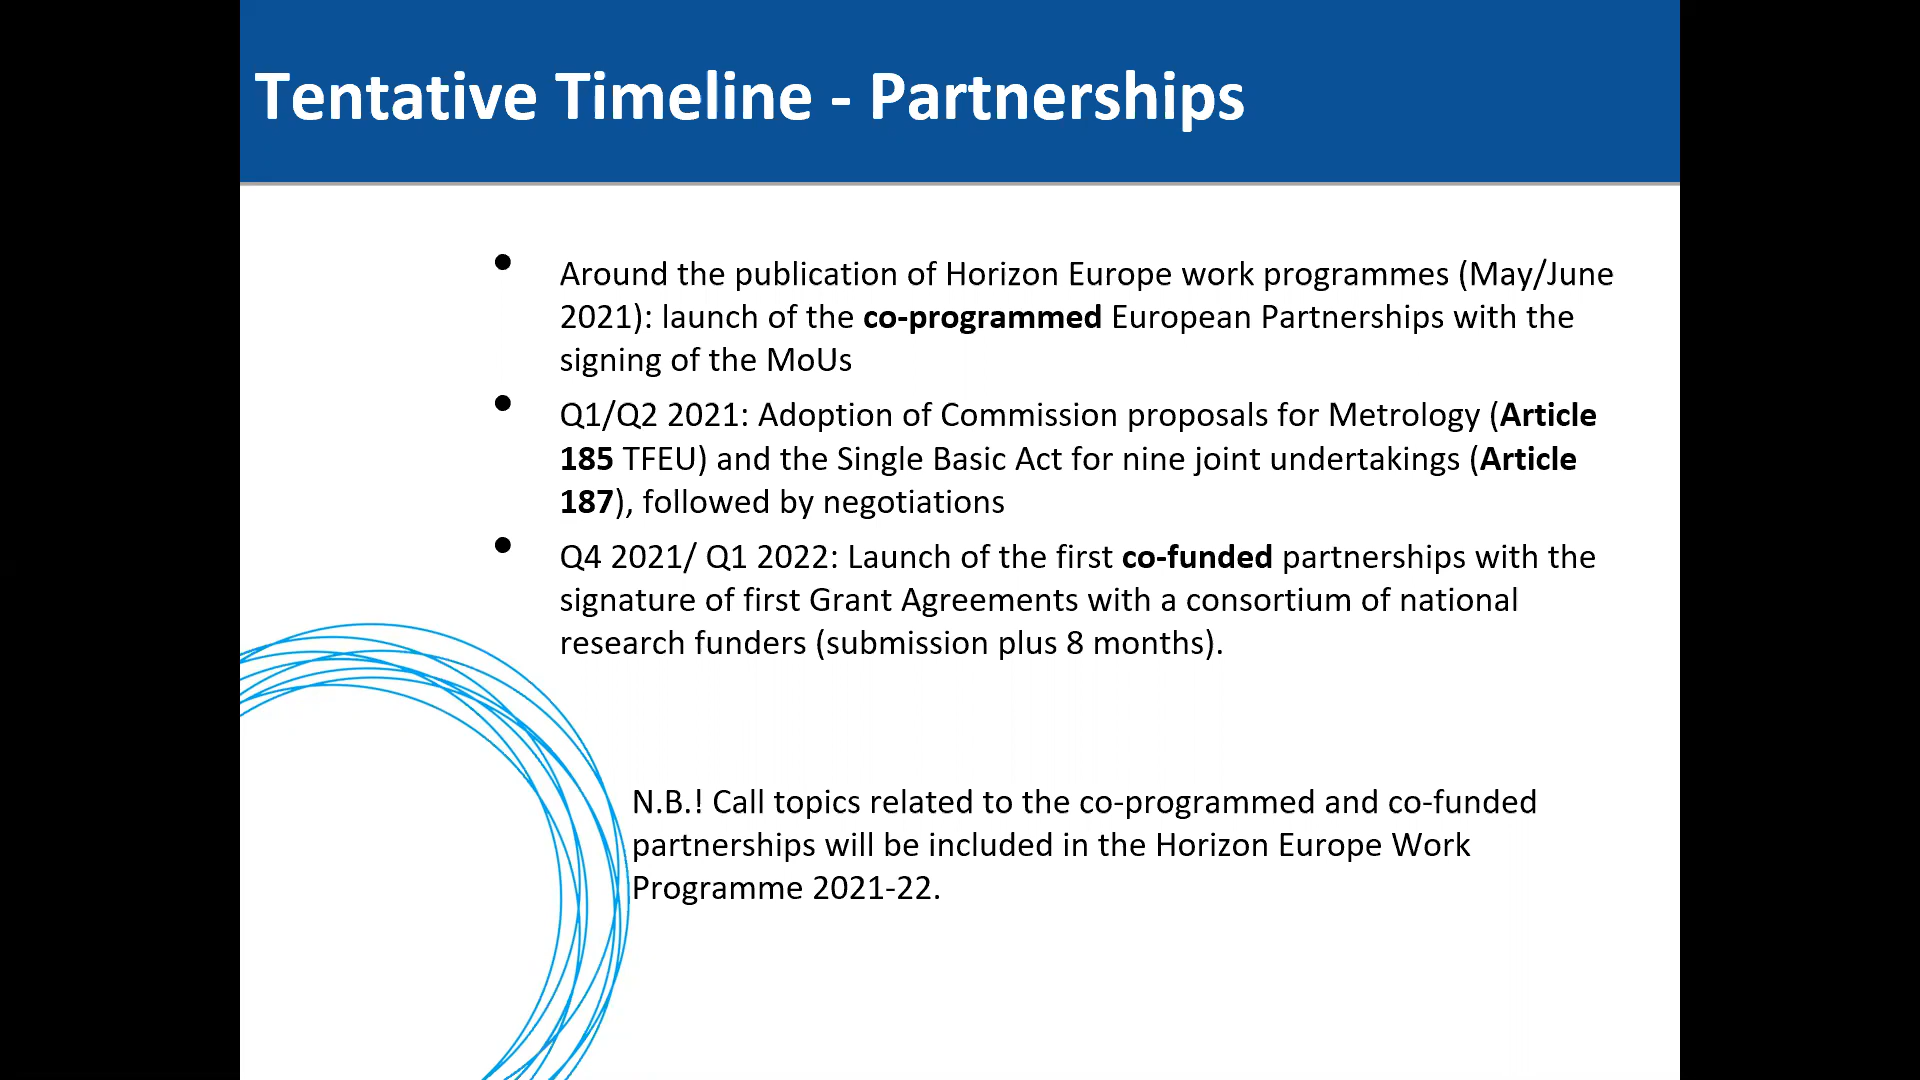 Tentative Timeline - Partnerships
• Around the publication of Horizon Europe work programmes (May/June
2021): launch of the co-programmed European Partnerships with the
signing of the MoUs
• Q1/Q2 2021: Adoption of Commission proposals for Metrology (Article
185 TFEU) and the Single Basic Act for nine joint undertakings (Article
187), followed by negotiations
• Q4 2021/ Q1 2022: Launch of the first co-funded partnerships with the
signature of first Grant Agreements with a consortium of national
research funders (submission plus 8 months).
N.B.! Call topics related to the co-programmed and co-funded
partnerships will be included in the Horizon Europe Work
Programme 2021-22.